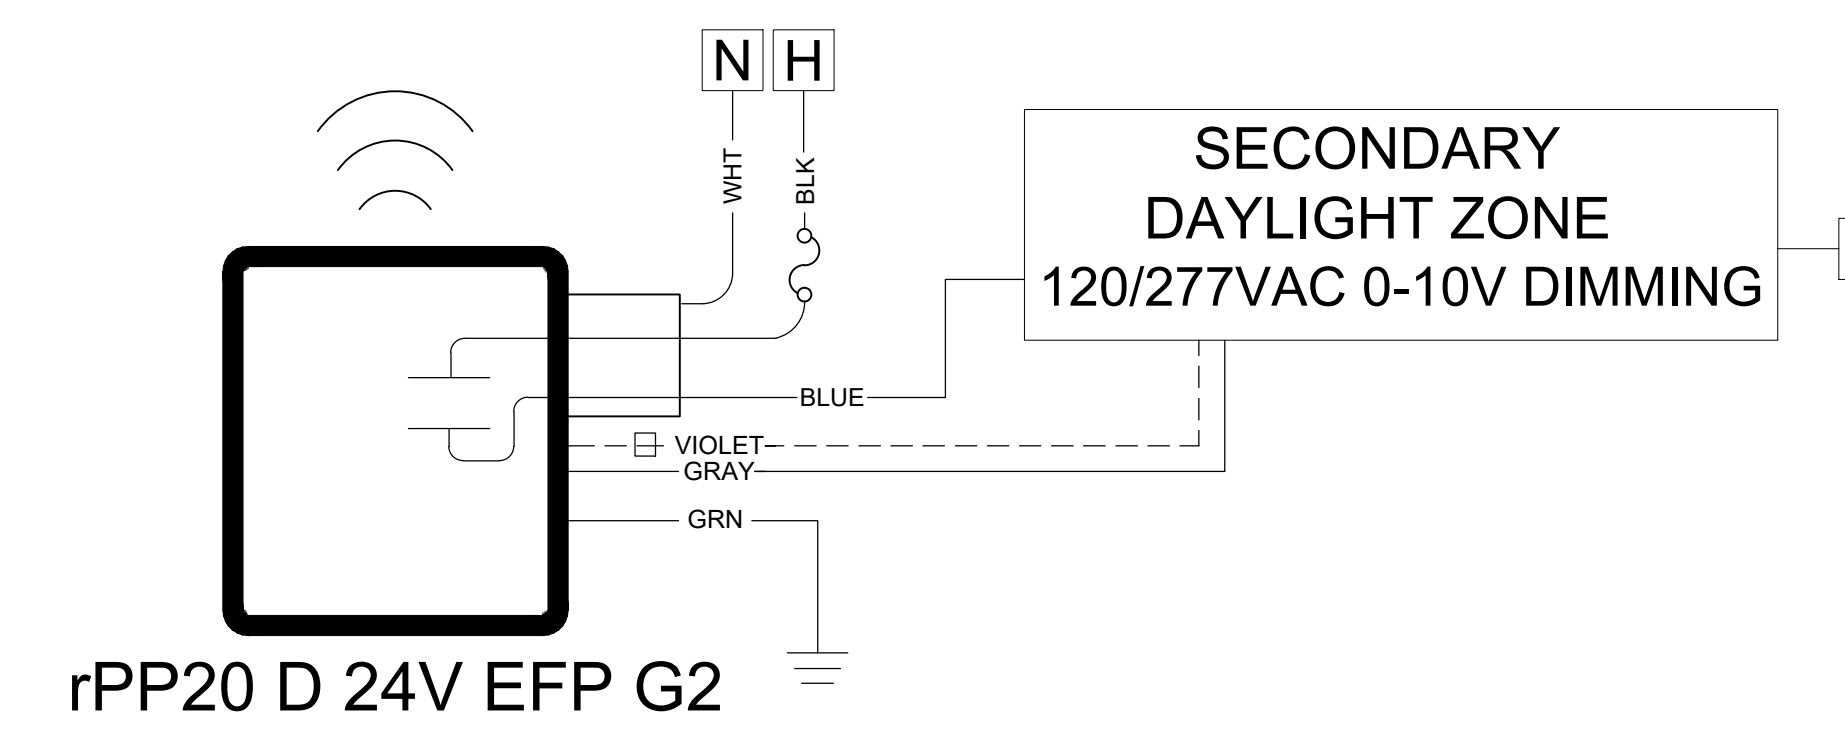 N H
WHT
BLK
SECONDARY
DAYLIGHT ZONE
120/277VAC 0-10V DIMMING
BLUE
VIOLET
GRAY
GRN
rPP20 D 24V EFP G2